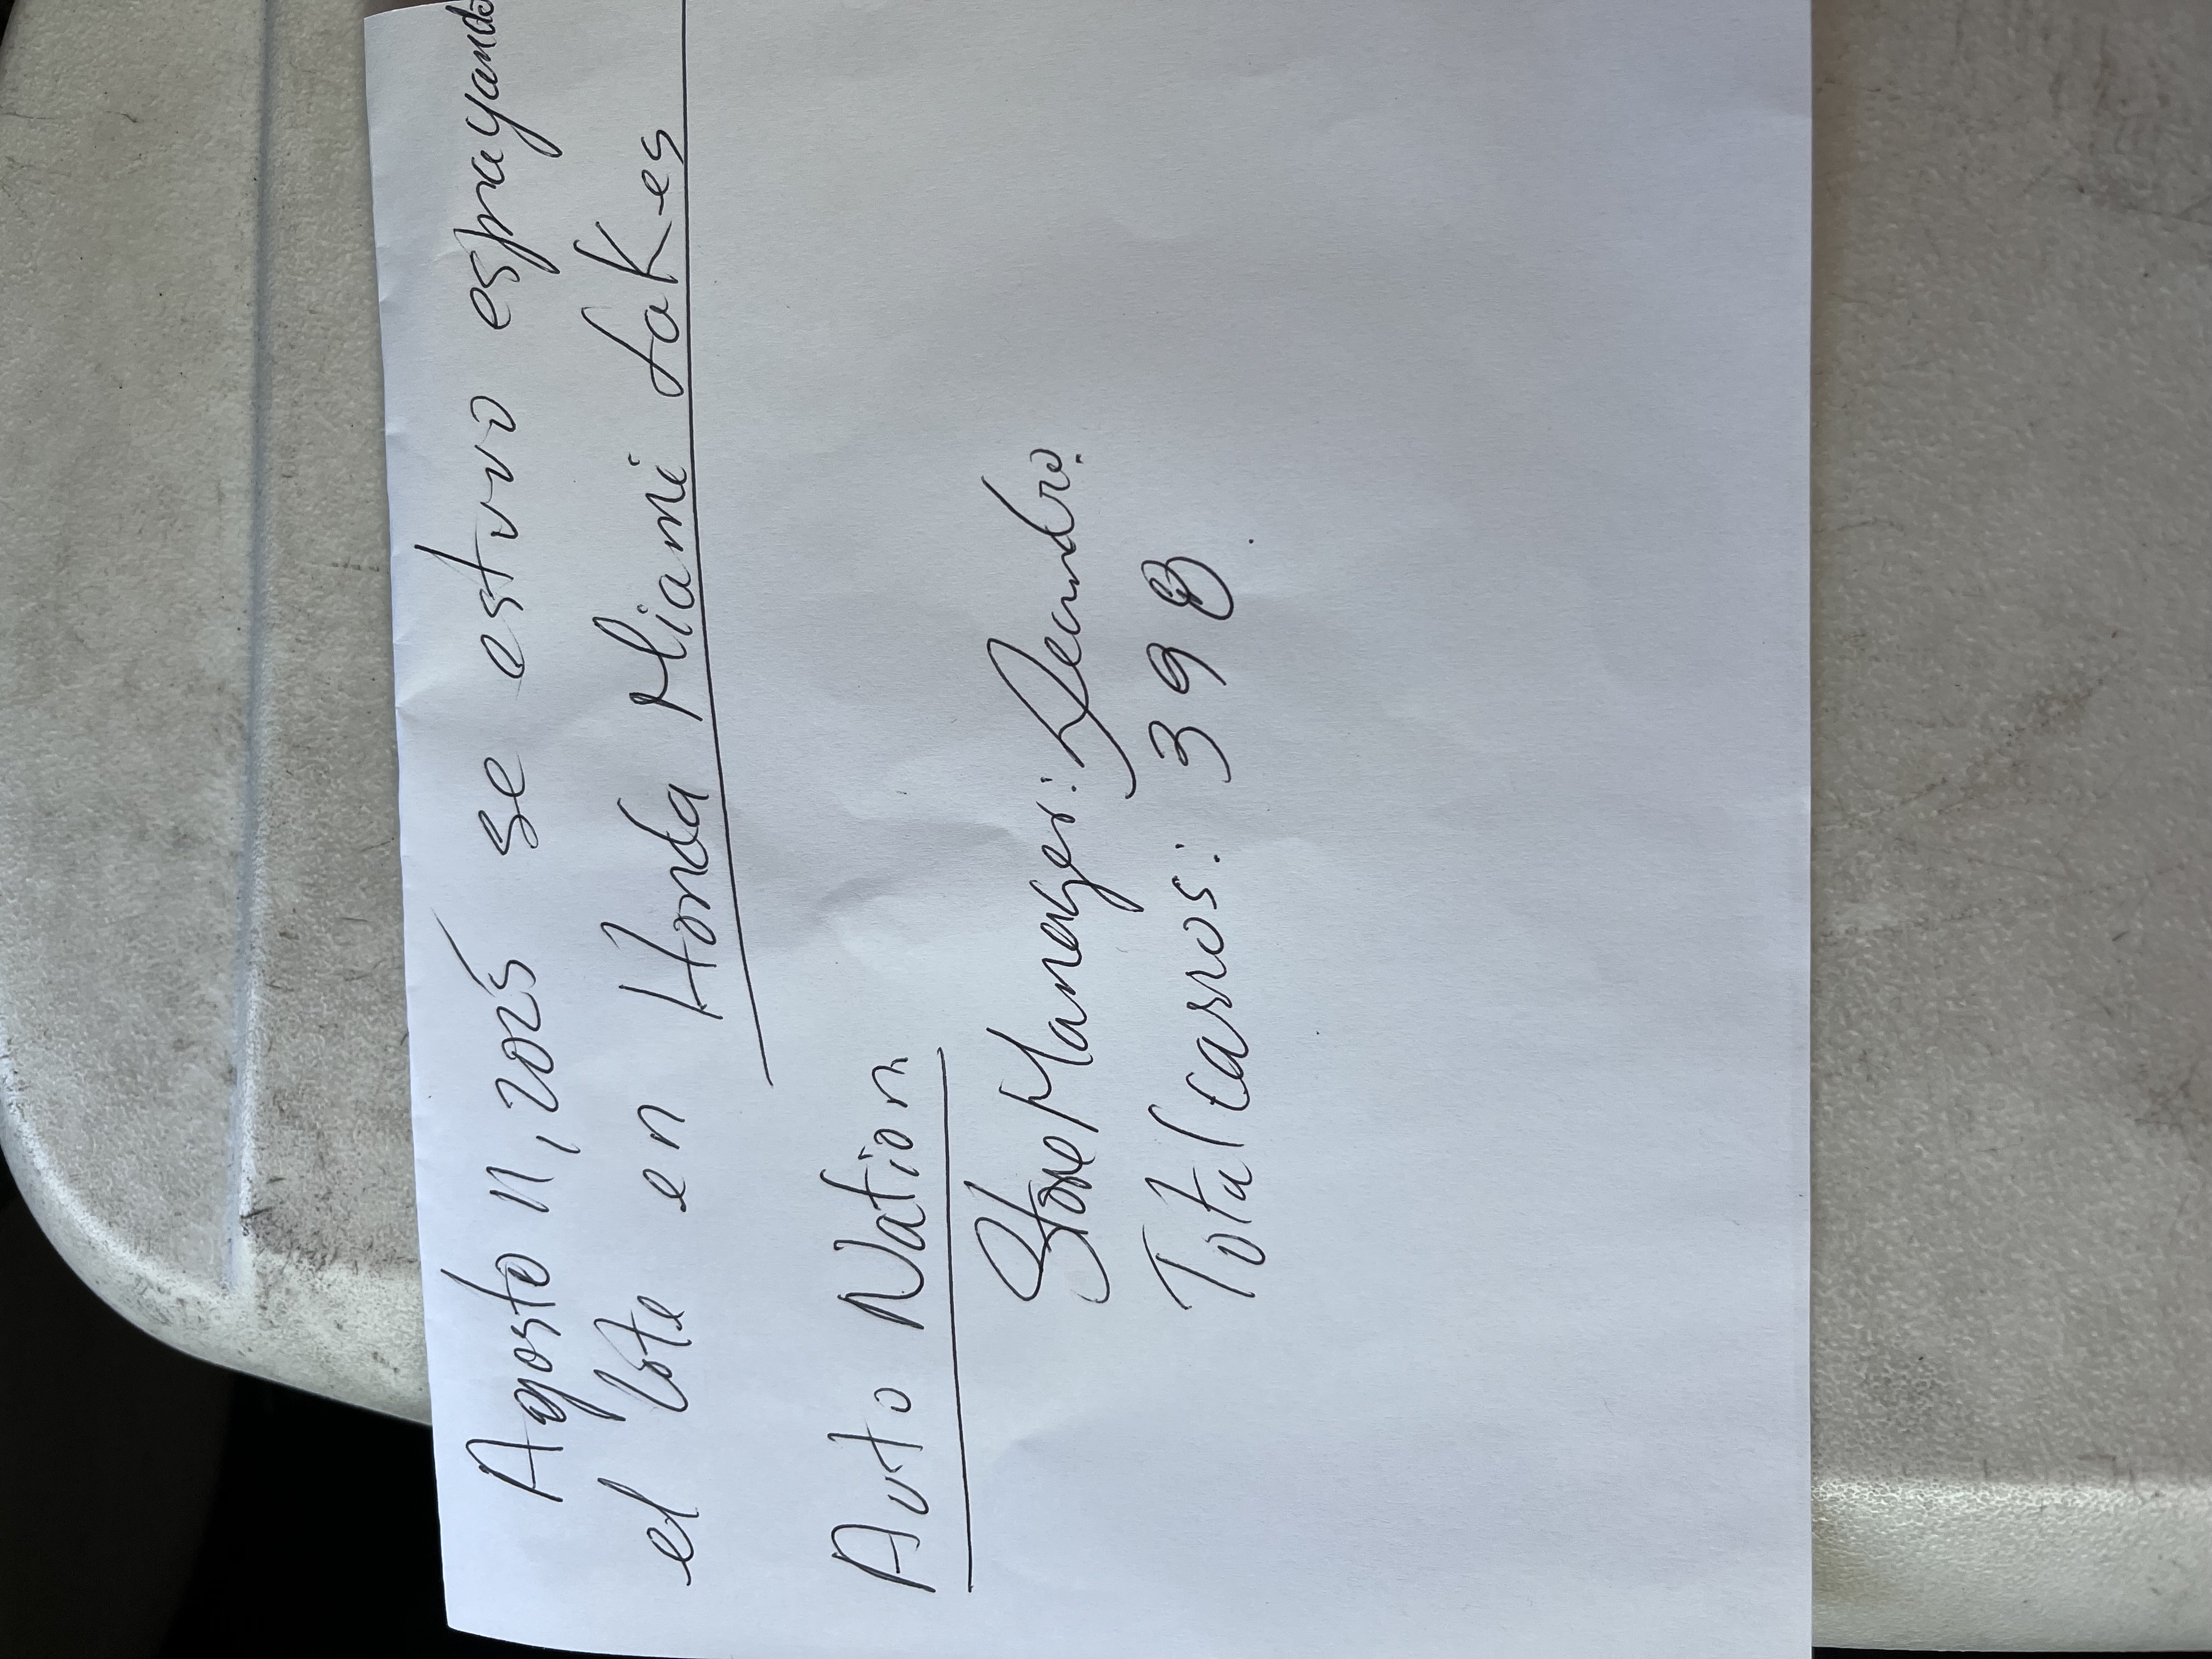 Agosto 11, 2025 se estuvo esprayando
el lote en Honda Miami Lakes
Auto Nation
Store Manager: Leandro.
Total carros: 398.